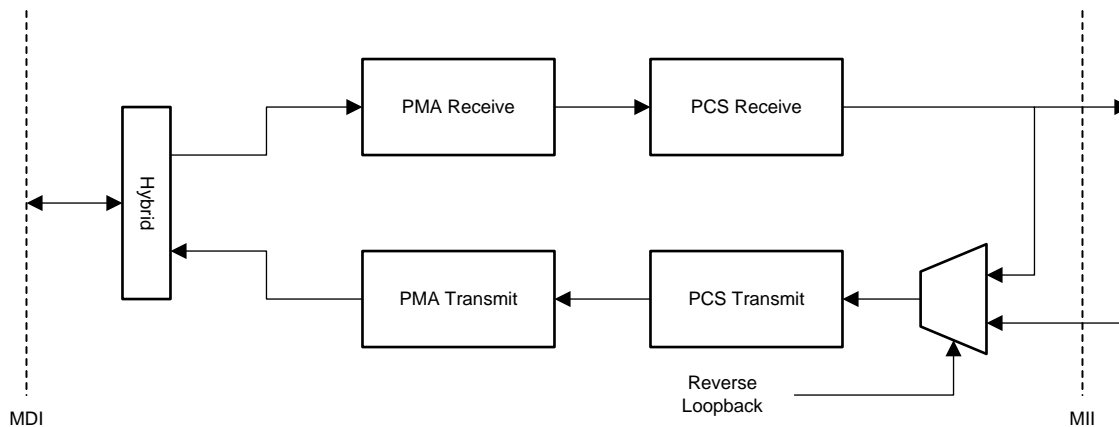 PMA Receive
PCS Receive
Hybrid
PMA Transmit
PCS Transmit
Reverse
Loopback
MDI
MII